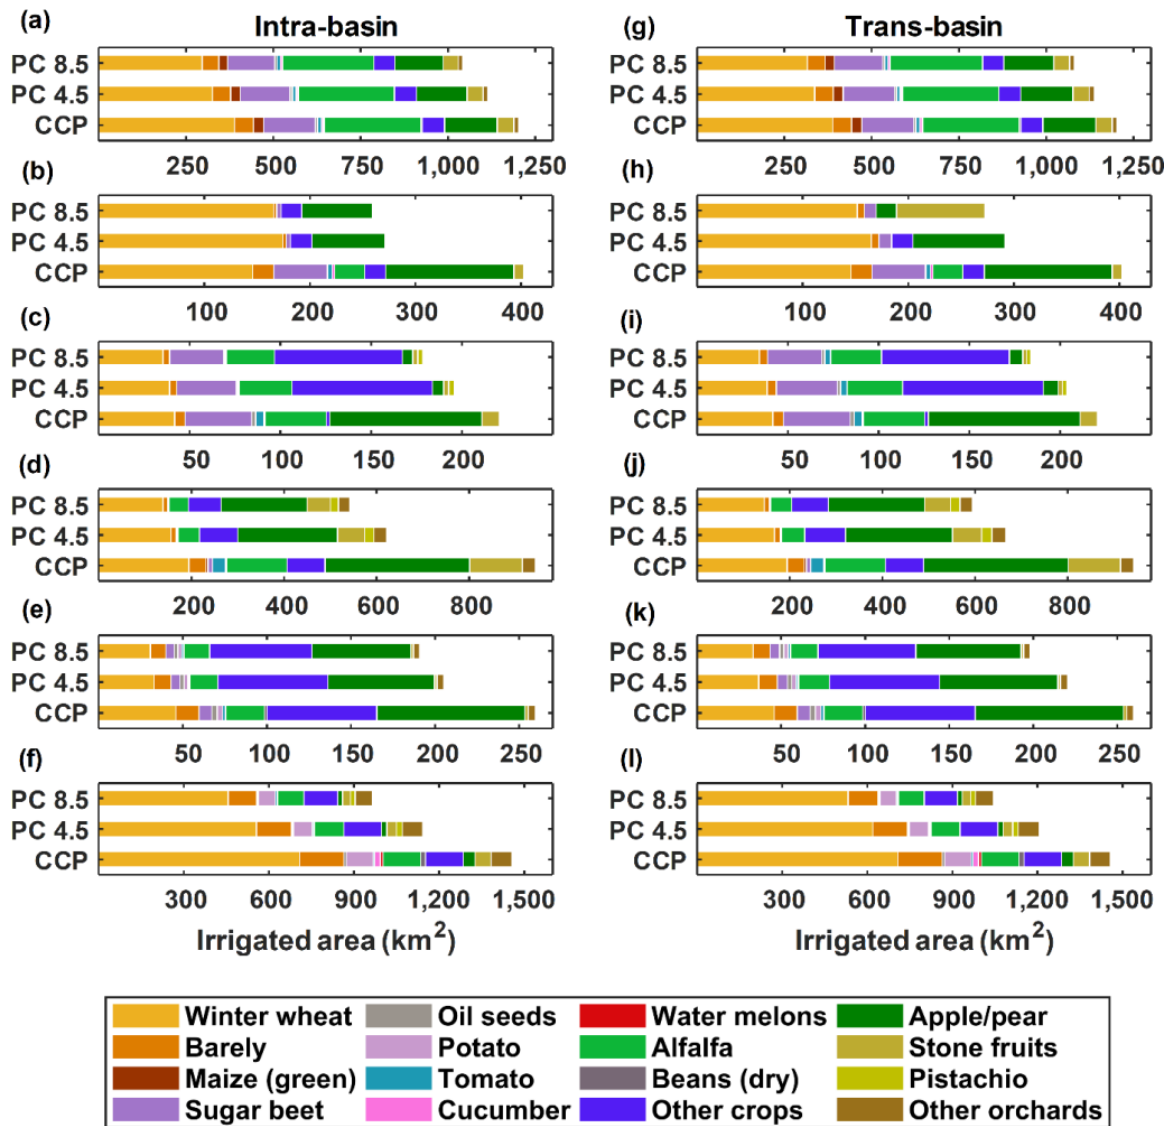 (a) Intra-basin (g) Trans-basin
PC 8.5 PC 8.5
PC 4.5 PC 4.5
CCP CCP
250 500 750 1,000 1,250 250 500 750 1,000 1,250
(b) (h)
PC 8.5 PC 8.5
PC 4.5 PC 4.5
CCP CCP
100 200 300 400 100 200 300 400
(c) (i)
PC 8.5 PC 8.5
PC 4.5 PC 4.5
CCP CCP
50 100 150 200 50 100 150 200
(d) (j)
PC 8.5 PC 8.5
PC 4.5 PC 4.5
CCP CCP
200 400 600 800 200 400 600 800
(e) (k)
PC 8.5 PC 8.5
PC 4.5 PC 4.5
CCP CCP
50 100 150 200 250 50 100 150 200 250
(f) (l)
PC 8.5 PC 8.5
PC 4.5 PC 4.5
CCP CCP
300 600 900 1,200 1,500 300 600 900 1,200 1,500
Irrigated area (km²) Irrigated area (km²)
Winter wheat Oil seeds Water melons Apple/pear
Barely Potato Alfalfa Stone fruits
Maize (green) Tomato Beans (dry) Pistachio
Sugar beet Cucumber Other crops Other orchards